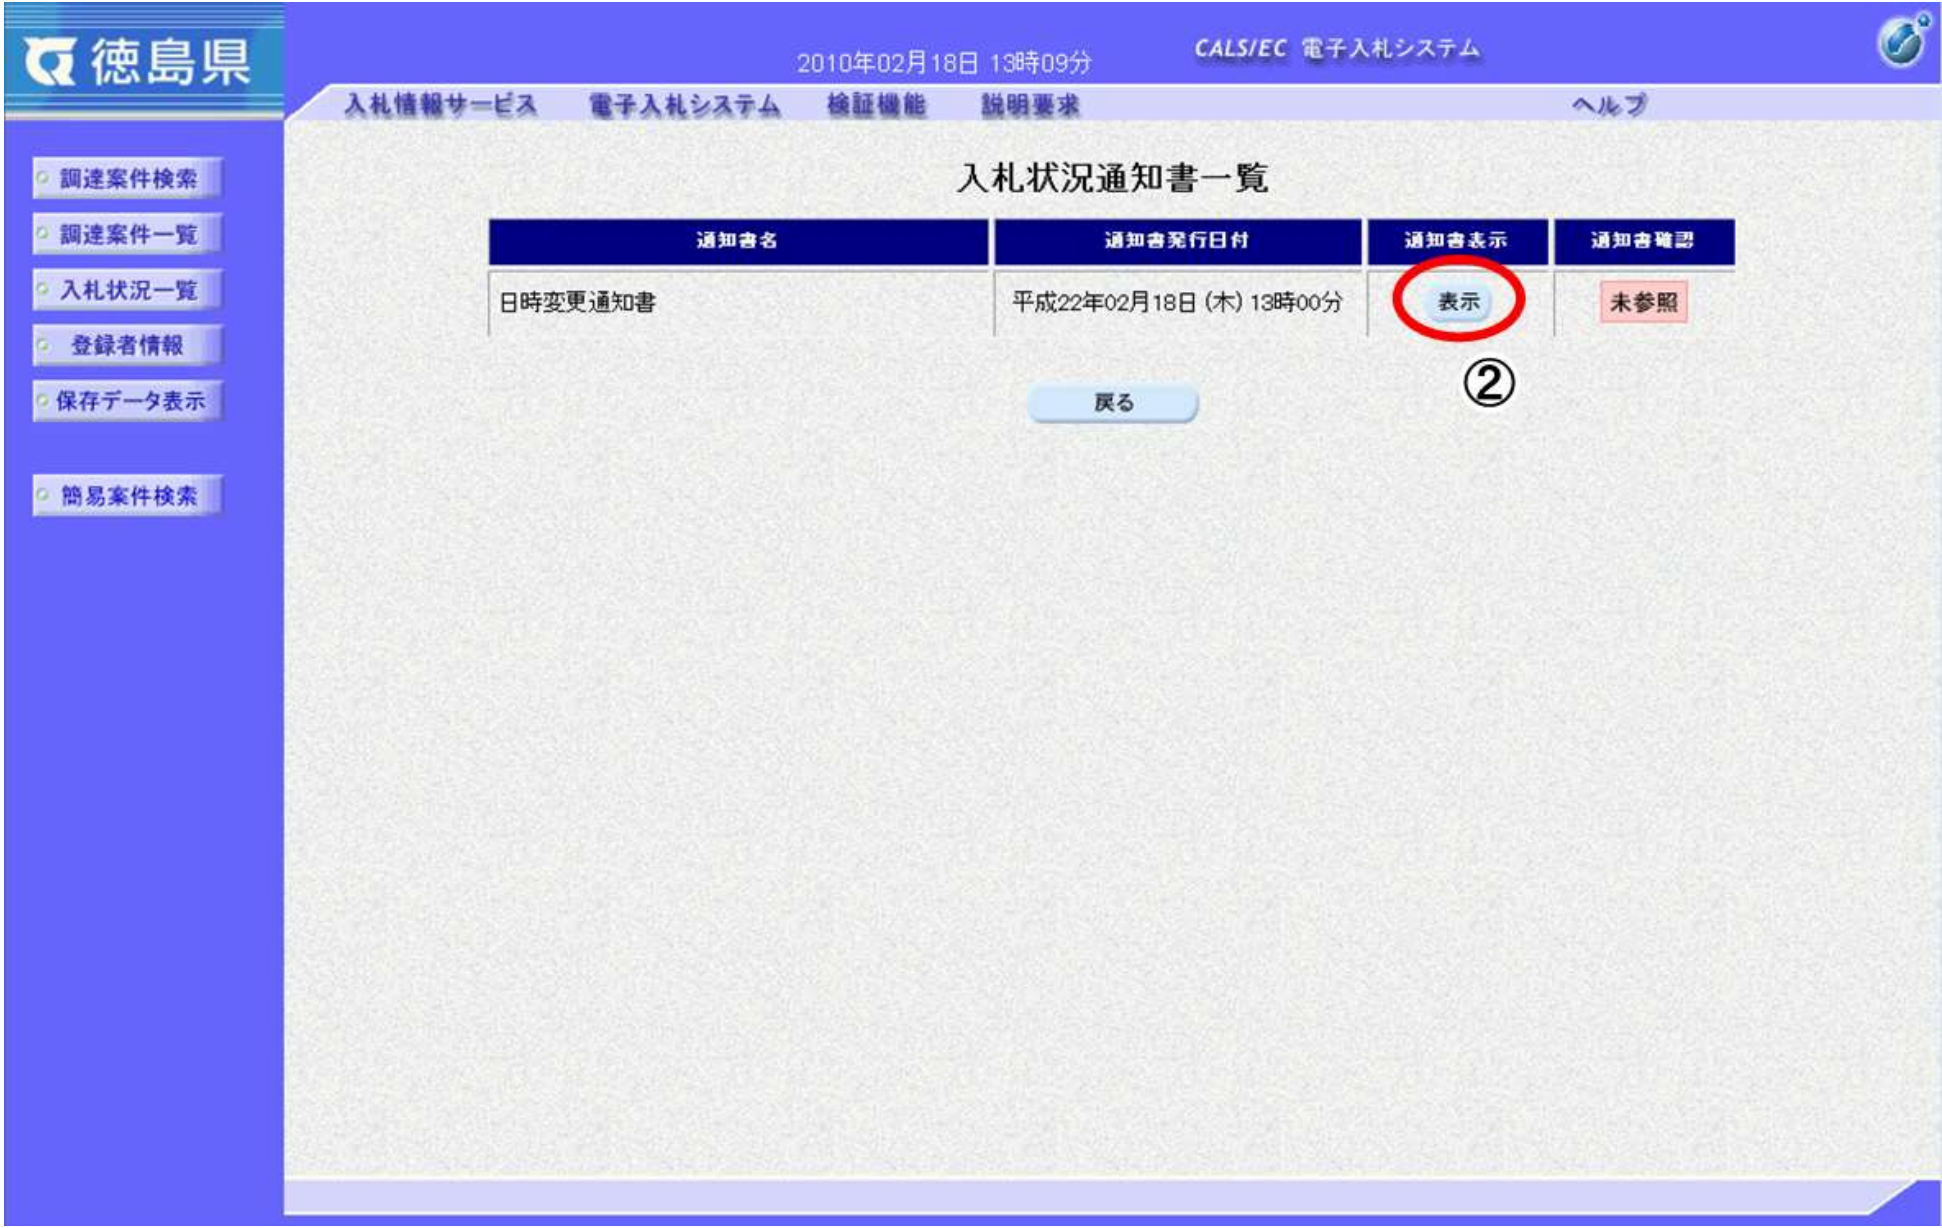 徳島県
2010年02月18日 13時09分
CALS/EC 電子入札システム
入札情報サービス 電子入札システム 検証機能 説明要求 ヘルプ
調達案件検索
調達案件一覧
入札状況一覧
登録者情報
保存データ表示
簡易案件検索
入札状況通知書一覧
通知書名 通知書発行日付 通知書表示 通知書確認
日時変更通知書 平成22年02月18日 (木) 13時00分 表示 未参照
②
戻る